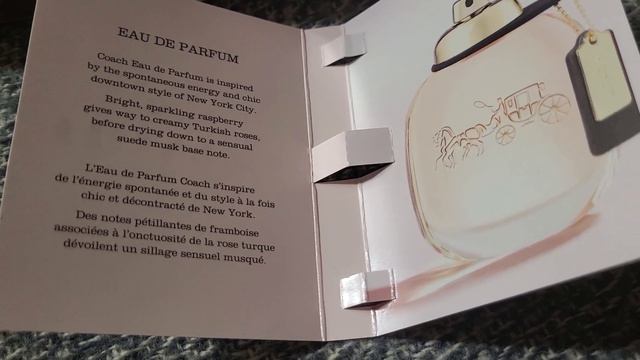 EAU DE PARFUM
Coach Eau de Parfum is inspired
by the spontaneous energy and chic
downtown style of New York City.
Bright, sparkling raspberry
gives way to creamy Turkish roses,
before drying down to a sensual
suede musk base note.
L'Eau de Parfum Coach s'inspire
de l'énergie spontanée et du style à la fois
chic et décontracté de New York.
Des notes pétillantes de framboise
associées à l'onctuosité de la rose turque
dévoilent un sillage sensuel musqué.